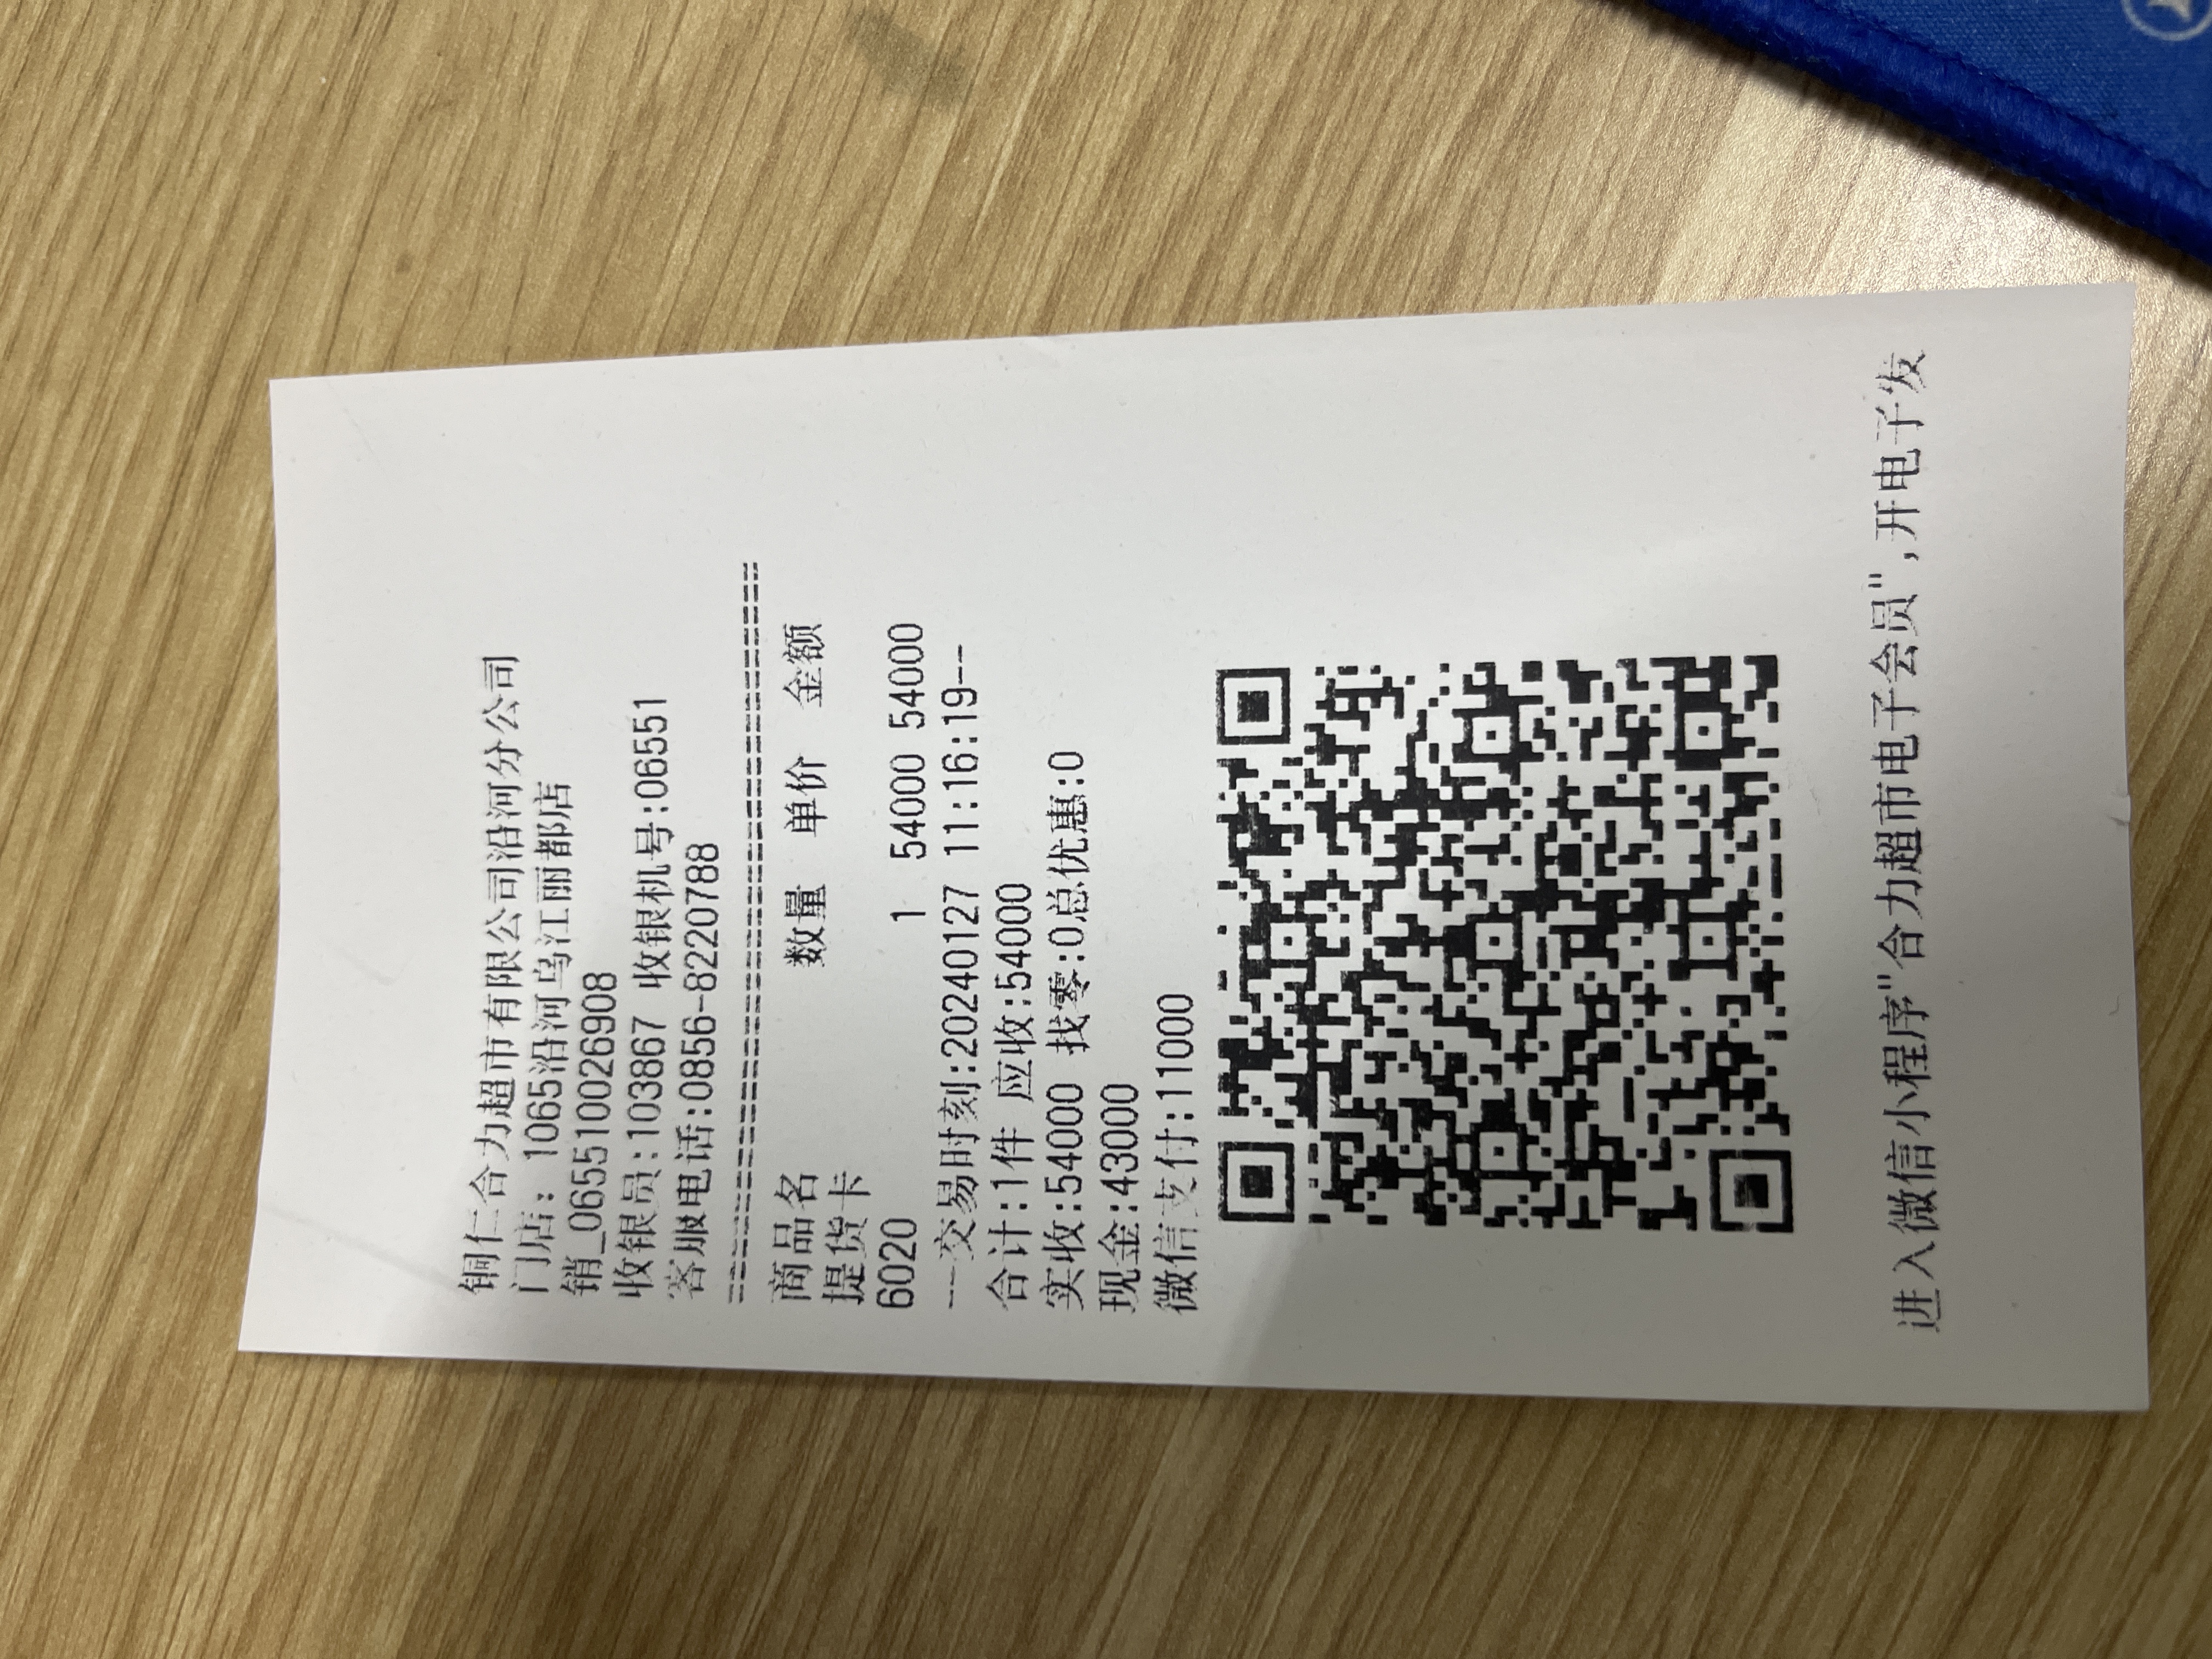 铜仁合力超市有限公司沿河分公司
门店: 1065沿河乌江丽都店
销_0655100026908
收银员:103867 收银机号:06551
客服电话:0856-8220788
================================
商品名 数量 单价 金额
提货卡
6020 1 54000 54000
--交易时刻:20240127 11:16:19--
合计:1件 应收:54000
实收:54000 找零:0总优惠:0
现金:43000
微信支付:11000
进入微信小程序"合力超市电子会员",开电子发